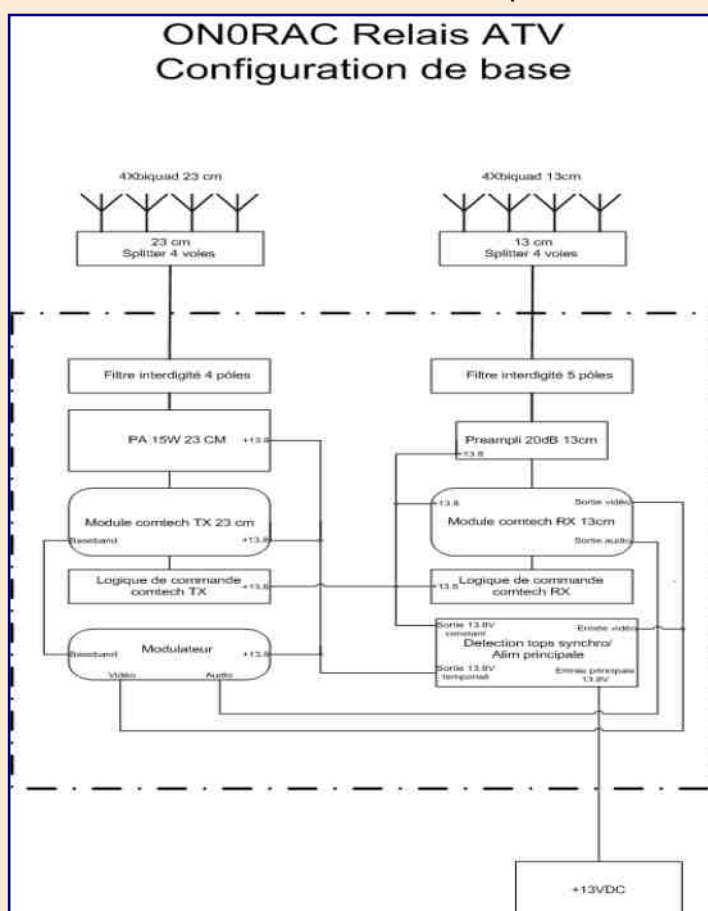 ON0RAC Relais ATV
Configuration de base
4Xbiquad 23 cm
4Xbiquad 13cm
23 cm
Splitter 4 voies
13 cm
Splitter 4 voies
Filtre interdigité 4 pôles
Filtre interdigité 5 pôles
PA 15W 23 CM
+13.8
Preampli 20dB 13cm
+13.8
Module comtech TX 23 cm
Baseband
+13.8
+13.8
Sortie vidéo
Module comtech RX 13cm
Sortie audio
Logique de commande
comtech TX
+13.8
+13.8
Logique de commande
comtech RX
Modulateur
Baseband
+13.8
Vidéo
Audio
Sortie 13.8V
constant
Entrée vidéo
Detection tops synchro/
Alim principale
Sortie 13.8V
temporisé
Entrée principale
13.8V
+13VDC